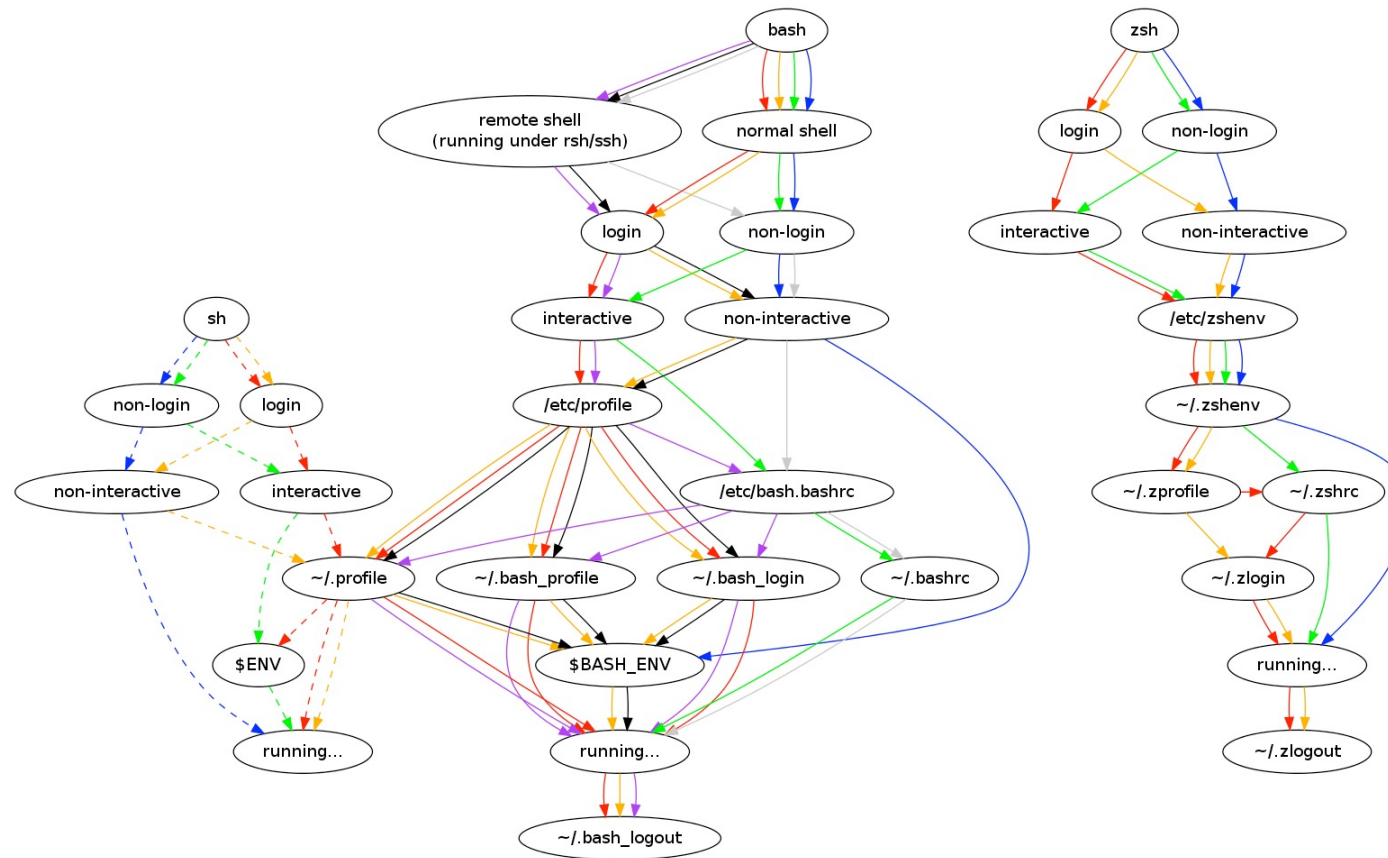 bash
zsh
remote shell
(running under rsh/ssh)
normal shell
login
non-login
login
non-login
interactive
non-interactive
sh
interactive
non-interactive
/etc/zshenv
non-login
login
/etc/profile
~/.zshenv
non-interactive
interactive
/etc/bash.bashrc
~/.zprofile
~/.zshrc
~/.profile
~/.bash_profile
~/.bash_login
~/.bashrc
~/.zlogin
$ENV
$BASH_ENV
running...
running...
running...
~/.zlogout
~/.bash_logout